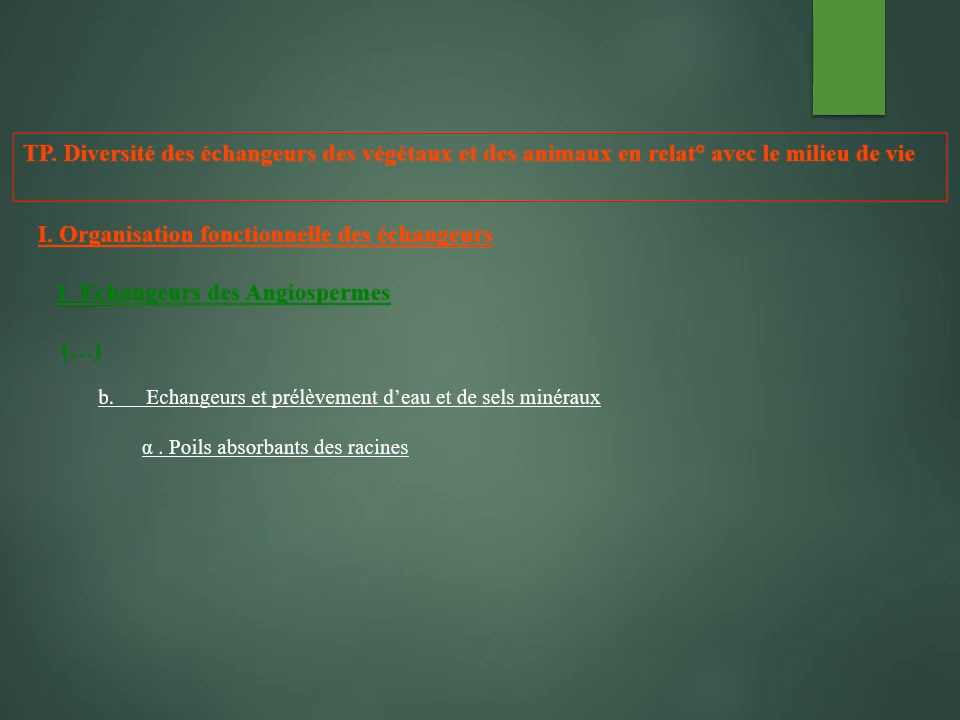 TP. Diversité des échangeurs des végétaux et des animaux en relat° avec le milieu de vie
I. Organisation fonctionnelle des échangeurs
1. Echangeurs des Angiospermes
(…)
b. Echangeurs et prélèvement d’eau et de sels minéraux
α . Poils absorbants des racines